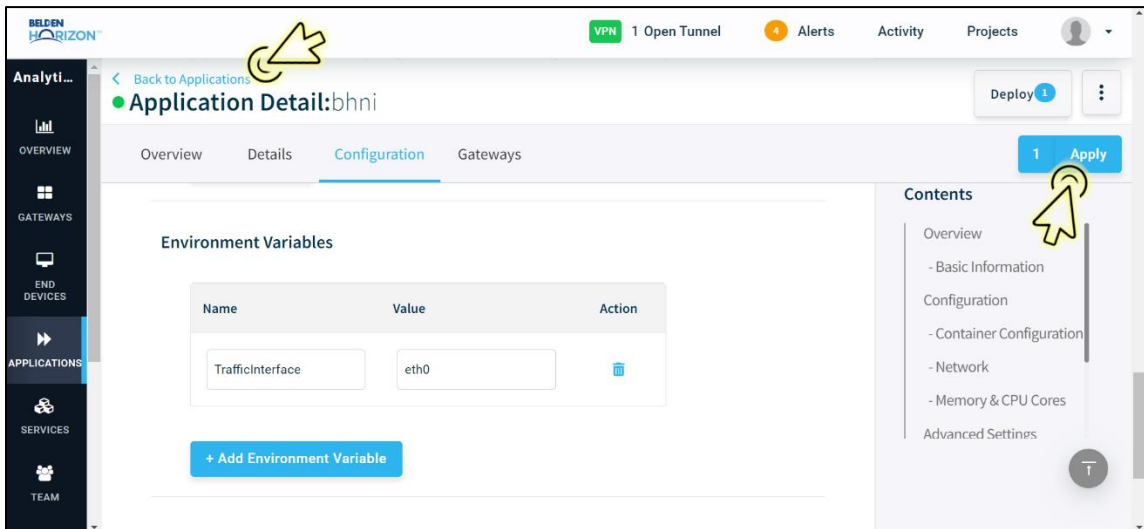 BELDEN
HORIZON
VPN 1 Open Tunnel 4 Alerts Activity Projects
Analyti...
Back to Applications
Application Detail:bhni
Deploy 1
OVERVIEW
Overview Details Configuration Gateways
1 Apply
GATEWAYS
Contents
Overview
- Basic Information
Configuration
- Container Configuration
- Network
- Memory & CPU Cores
Advanced Settings
Environment Variables
END
DEVICES
Name Value Action
APPLICATIONS
TrafficInterface eth0
SERVICES
+ Add Environment Variable
TEAM